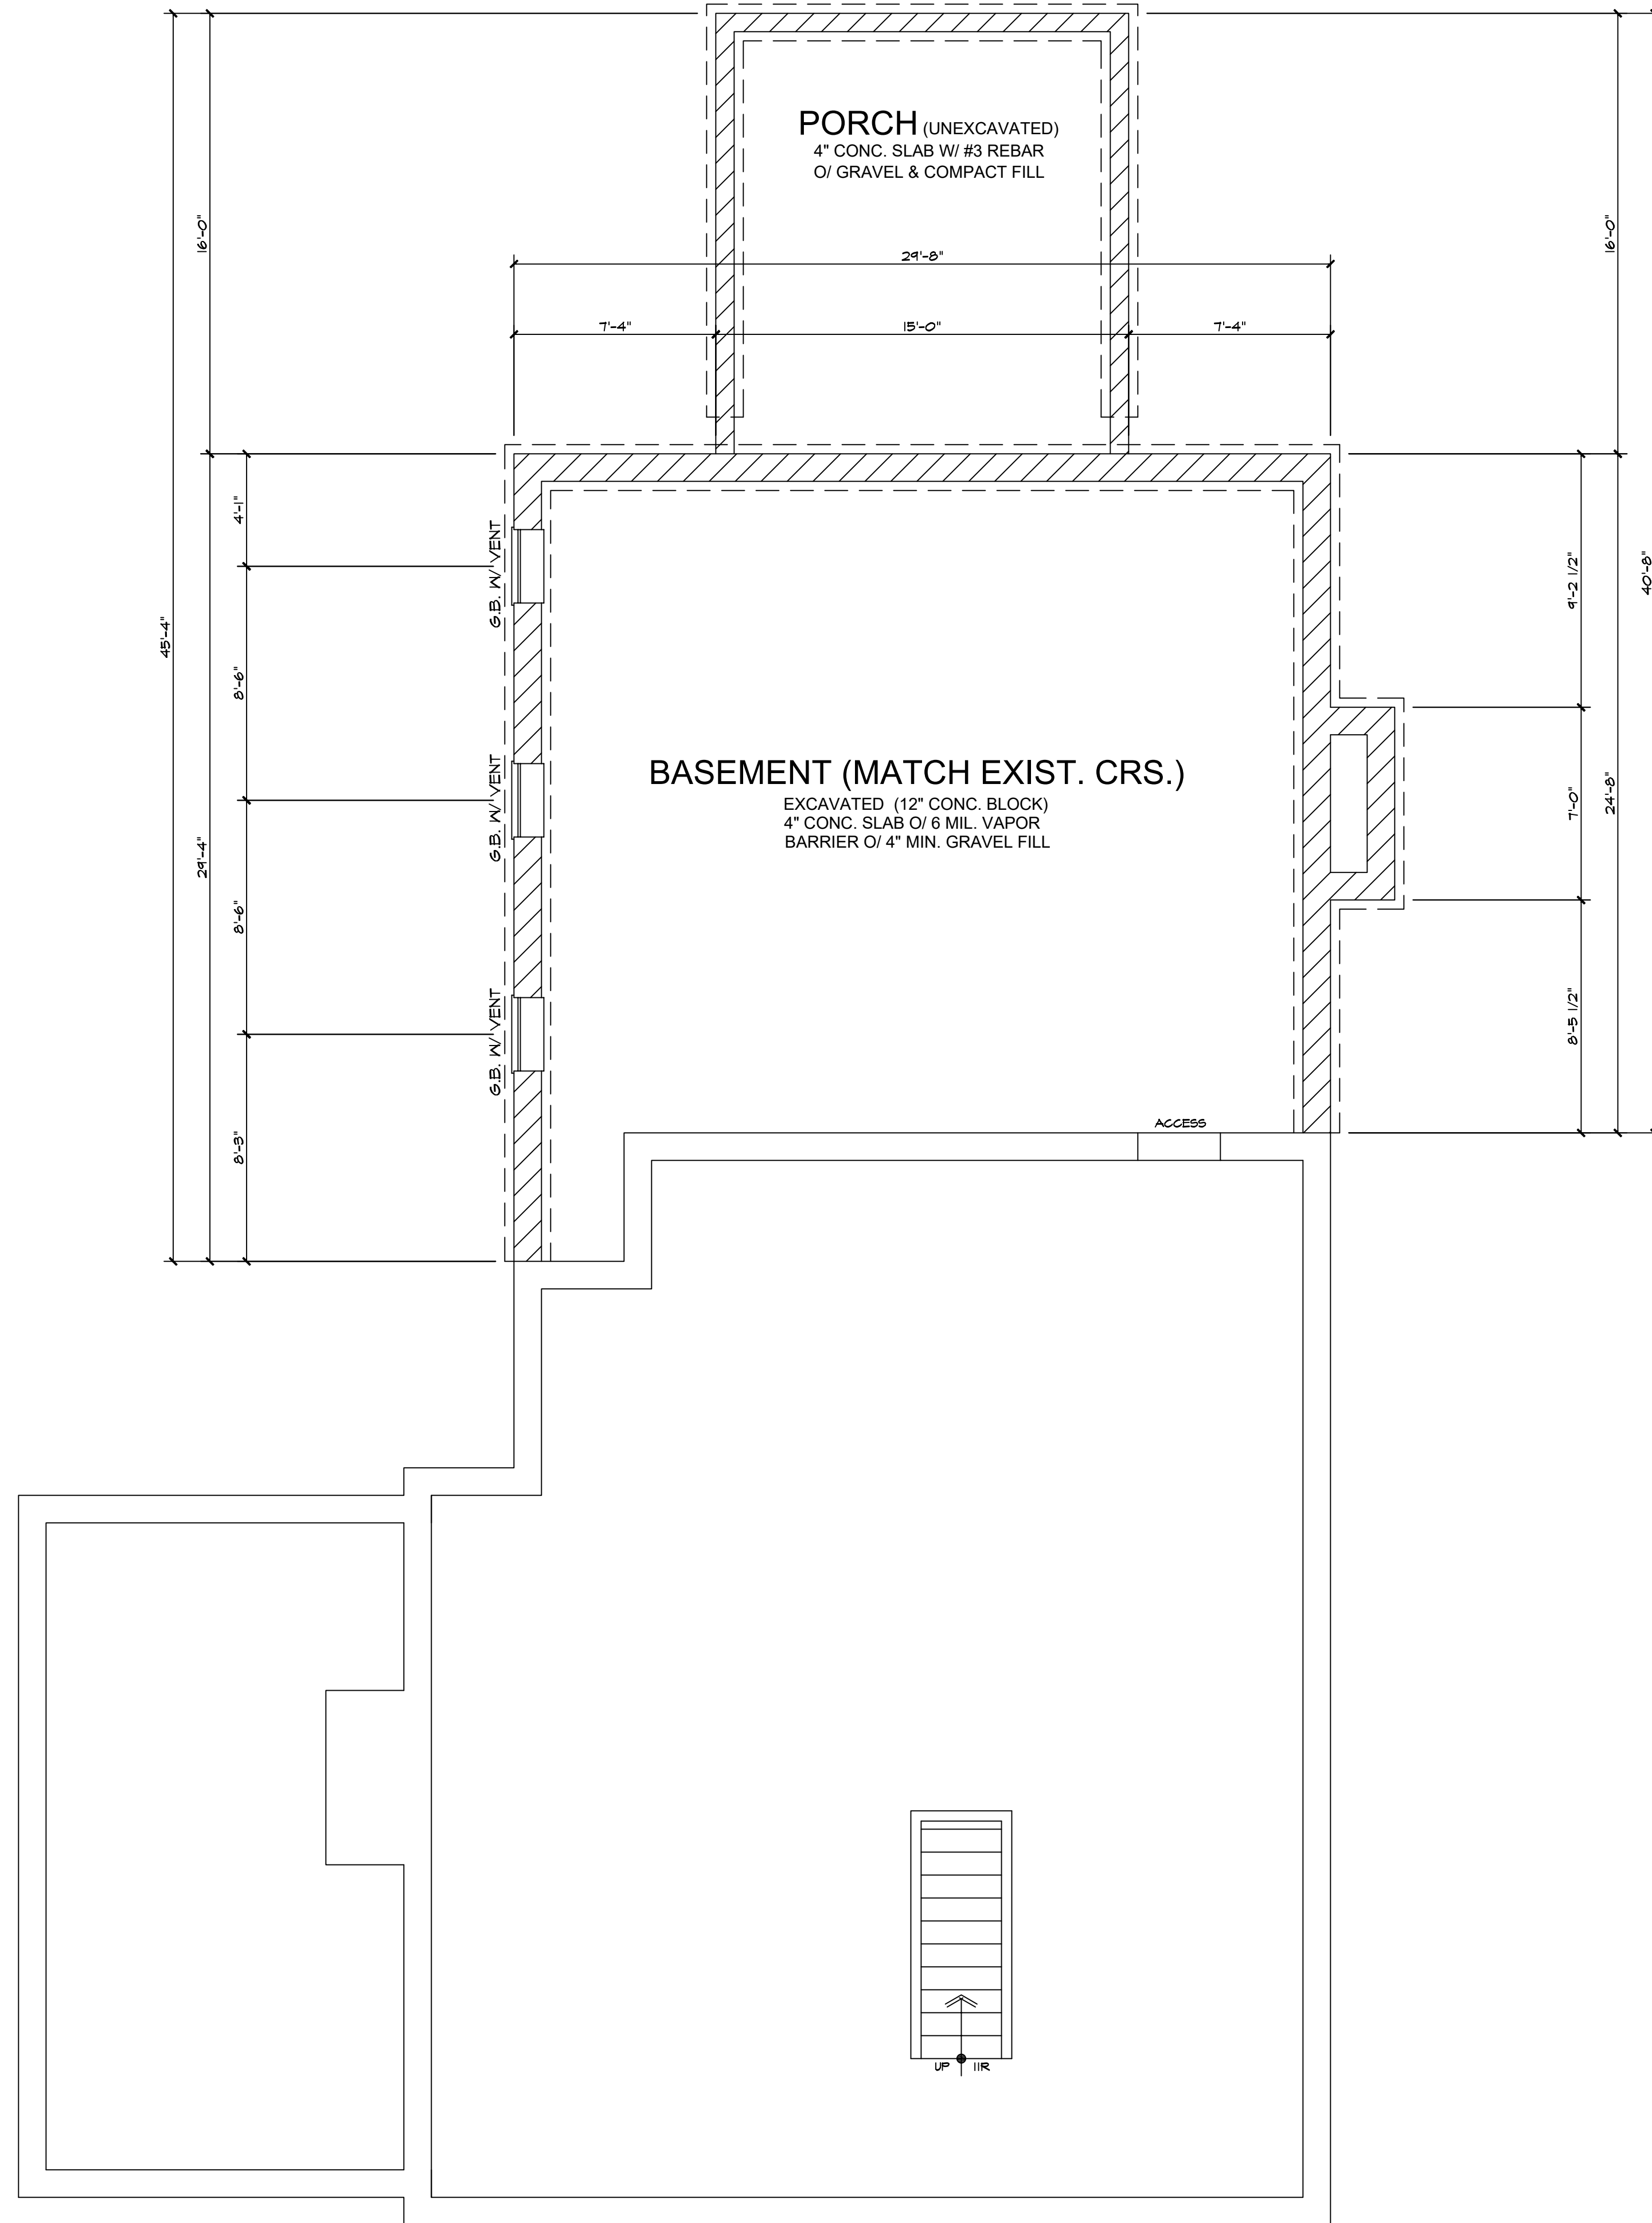 PORCH (UNEXCAVATED)
4" CONC. SLAB W/ #3 REBAR
O/ GRAVEL & COMPACT FILL
16'-0"
16'-0"
29'-8"
7'-4"
15'-0"
7'-4"
45'-4"
29'-4"
4'-1"
8'-6"
8'-6"
8'-3"
G.B. W/ VENT
G.B. W/ VENT
G.B. W/ VENT
BASEMENT (MATCH EXIST. CRS.)
EXCAVATED (12" CONC. BLOCK)
4" CONC. SLAB O/ 6 MIL. VAPOR
BARRIER O/ 4" MIN. GRAVEL FILL
9'-2 1/2"
7'-0"
8'-5 1/2"
24'-8"
40'-8"
ACCESS
UP 11R